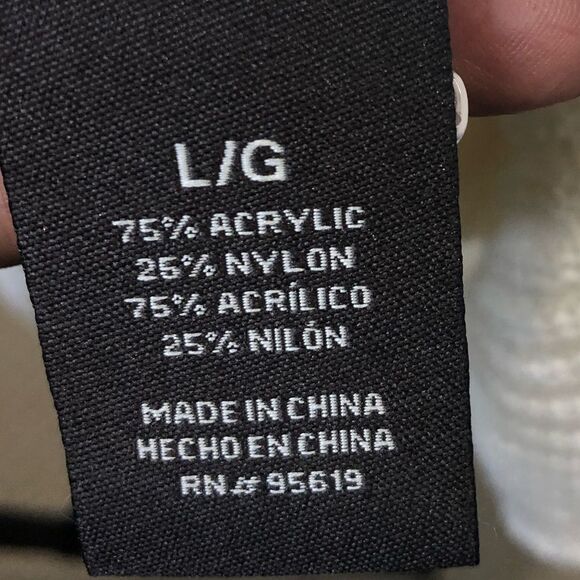 L/G
75% ACRYLIC
25% NYLON
75% ACRÍLICO
25% NILÓN
MADE IN CHINA
HECHO EN CHINA
RN# 95619